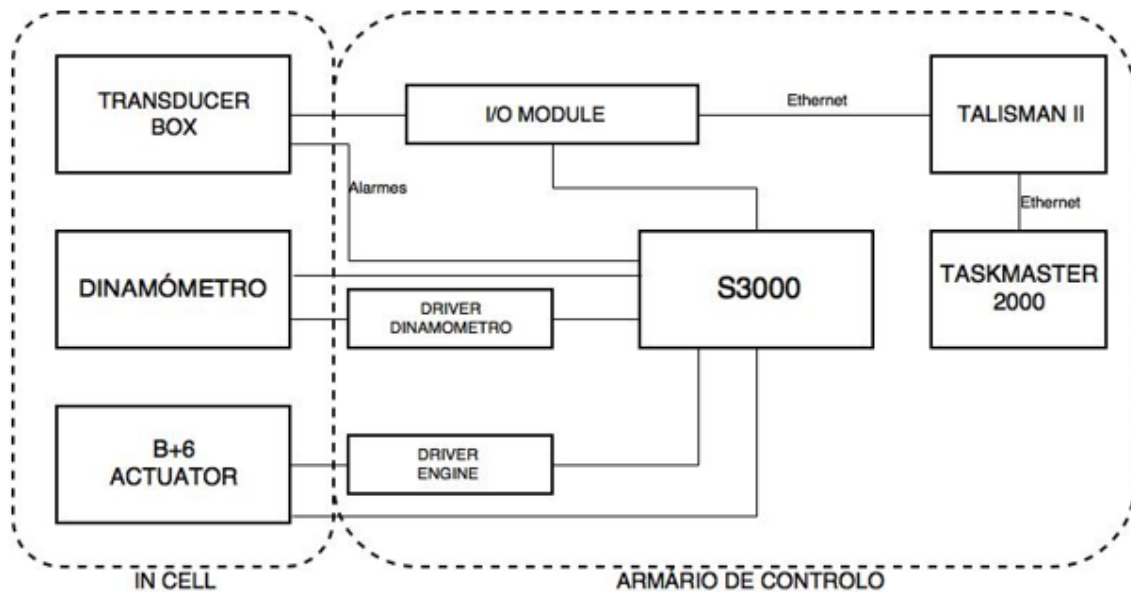 TRANSDUCER
BOX
I/O MODULE
Ethernet
TALISMAN II
Alarmes
Ethernet
DINAMÓMETRO
DRIVER
DINAMOMETRO
S3000
TASKMASTER
2000
B+6
ACTUATOR
DRIVER
ENGINE
IN CELL
ARMÀRIO DE CONTROLO